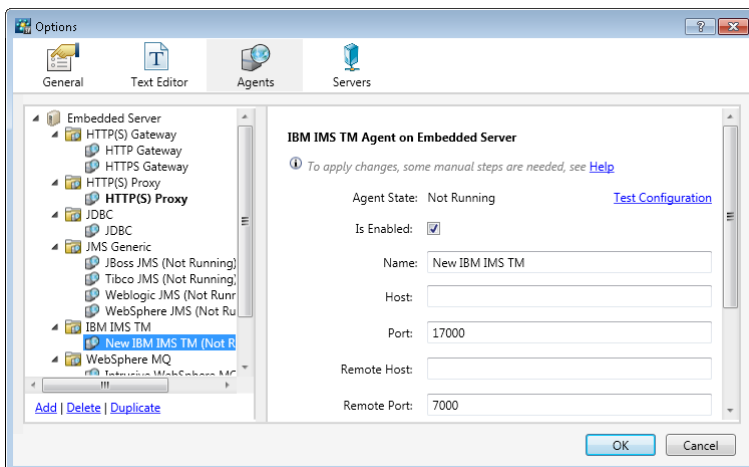 Options
General Text Editor Agents Servers
Embedded Server
HTTP(S) Gateway
HTTP Gateway
HTTPS Gateway
HTTP(S) Proxy
HTTP(S) Proxy
JDBC
JDBC
JMS Generic
JBoss JMS (Not Running)
Tibco JMS (Not Running)
Weblogic JMS (Not Runr
WebSphere JMS (Not Ru
IBM IMS TM
New IBM IMS TM (Not R
WebSphere MQ
Intrusive WebSphere MC
Add | Delete | Duplicate
IBM IMS TM Agent on Embedded Server
To apply changes, some manual steps are needed, see Help
Agent State: Not Running Test Configuration
Is Enabled:
Name: New IBM IMS TM
Host:
Port: 17000
Remote Host:
Remote Port: 7000
OK Cancel